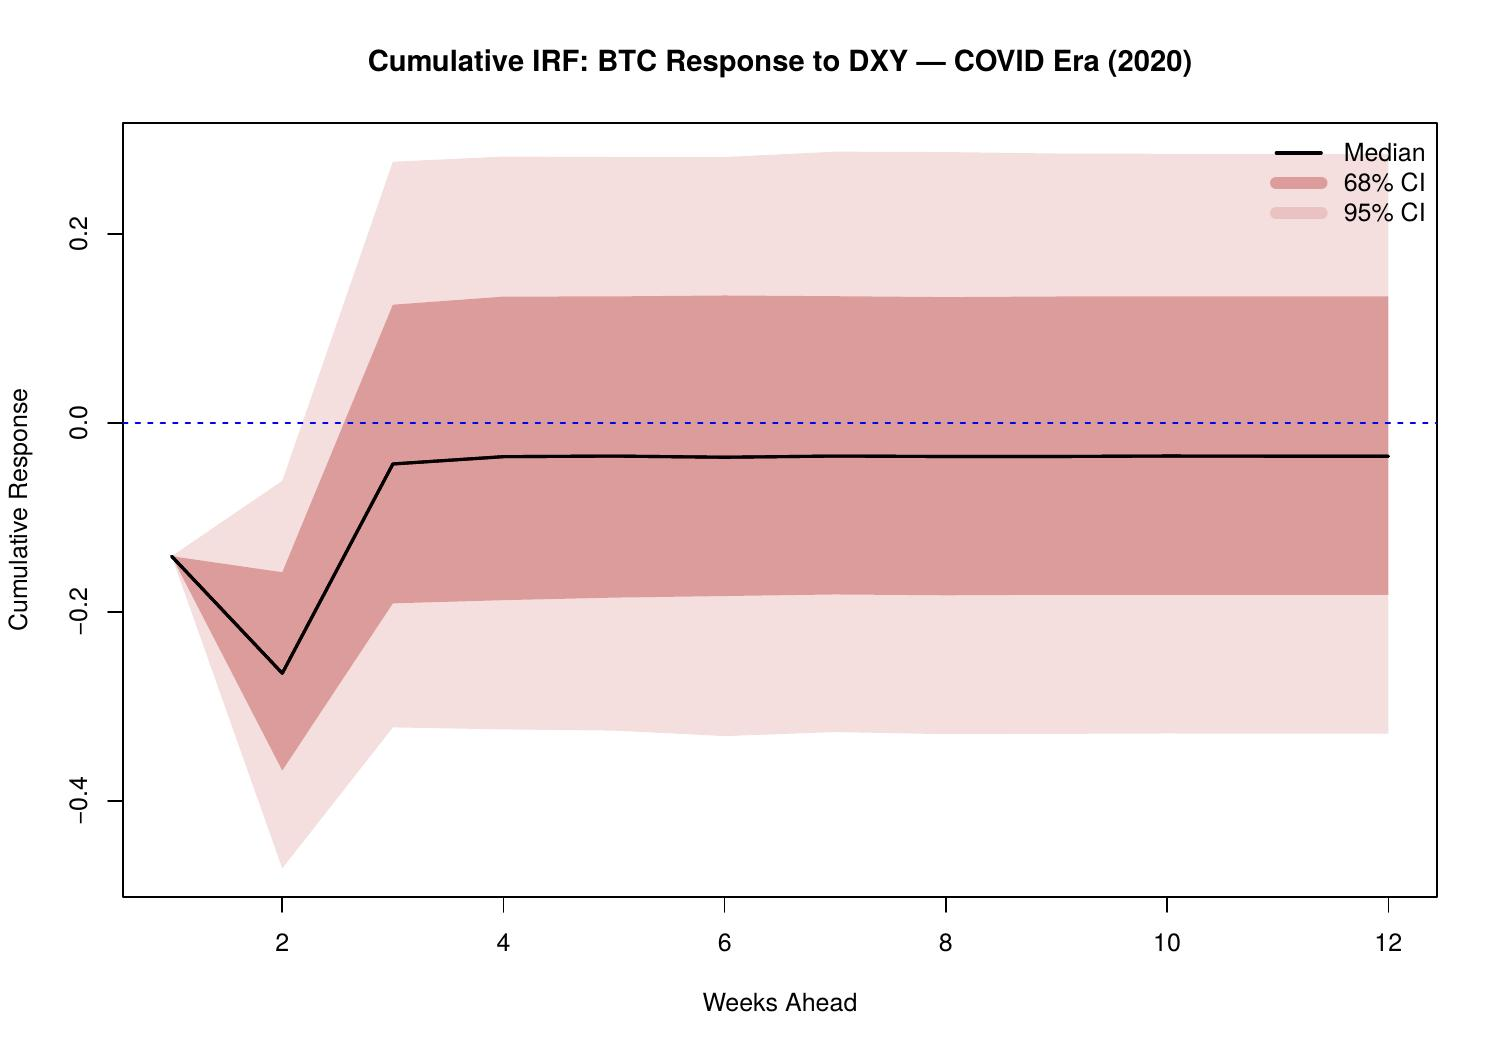 Cumulative IRF: BTC Response to DXY — COVID Era (2020)
Median
68% CI
95% CI
Cumulative Response
0.2
0.0
−0.2
−0.4
2 4 6 8 10 12
Weeks Ahead